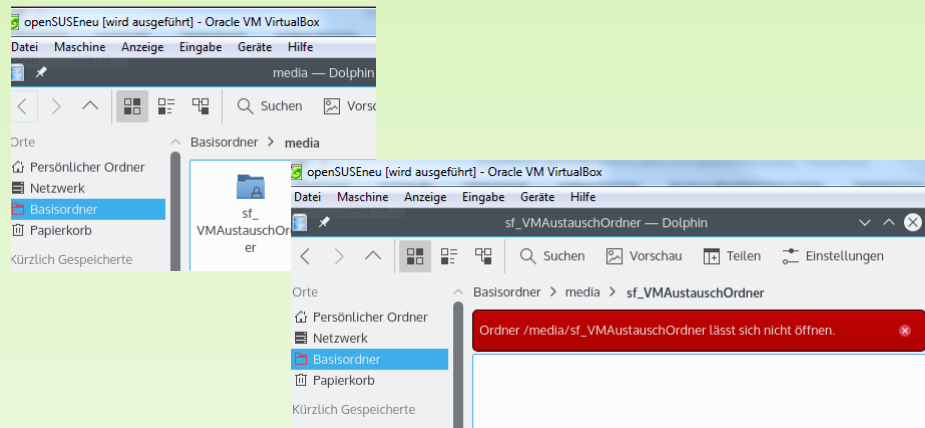 openSUSEneu [wird ausgeführt] - Oracle VM VirtualBox
Datei Maschine Anzeige Eingabe Geräte Hilfe
media — Dolphin
Suchen Vorsc
Orte
Basisordner > media
Persönlicher Ordner
Netzwerk
Basisordner
Papierkorb
Kürzlich Gespeicherte
sf_
VMAustauschOr
er
openSUSEneu [wird ausgeführt] - Oracle VM VirtualBox
Datei Maschine Anzeige Eingabe Geräte Hilfe
sf_VMAustauschOrdner — Dolphin
Suchen Vorschau Teilen Einstellungen
Orte
Basisordner > media > sf_VMAustauschOrdner
Persönlicher Ordner
Netzwerk
Basisordner
Papierkorb
Kürzlich Gespeicherte
Ordner /media/sf_VMAustauschOrdner lässt sich nicht öffnen.